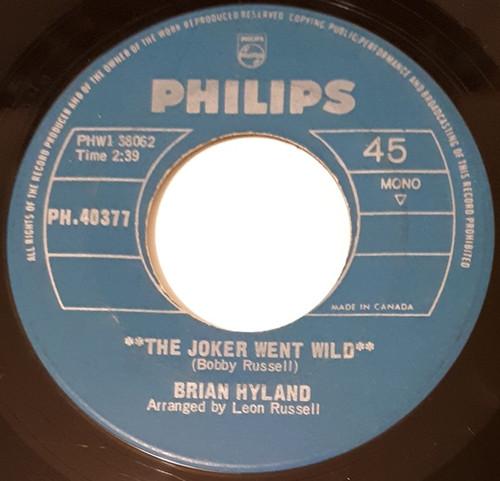 ALL RIGHTS OF THE RECORD PRODUCER AND OF THE OWNER OF THE WORK REPRODUCED RESERVED COPYING PUBLIC/PERFORMANCE AND BROADCASTING OF THIS RECORD PROHIBITED
PHILIPS
PHILIPS
PHW1 38062
Time 2:39
45
MONO
PH.40377
MADE IN CANADA
**THE JOKER WENT WILD**
(Bobby Russell)
BRIAN HYLAND
Arranged by Leon Russell